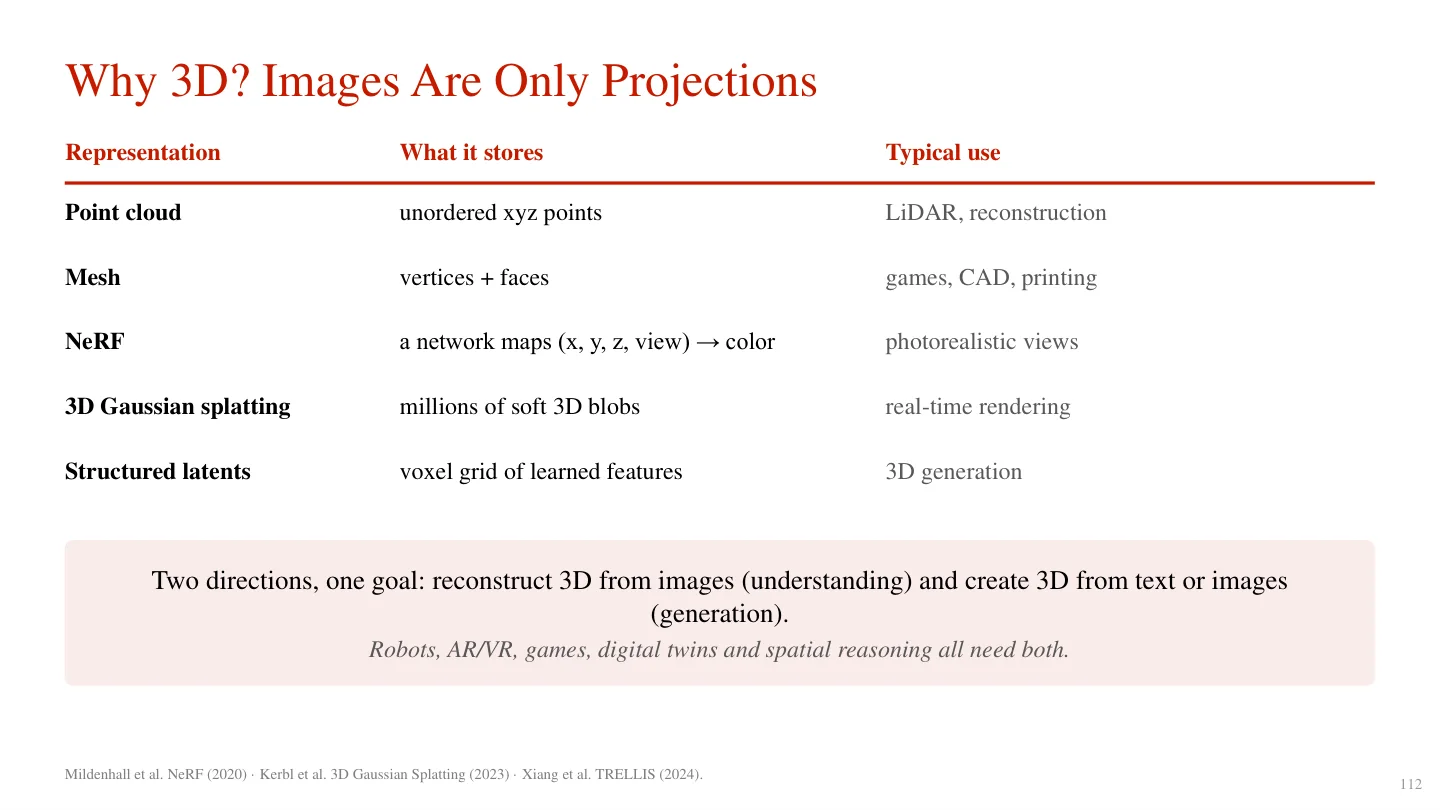 Why 3D? Images Are Only Projections
Representation What it stores Typical use
Point cloud unordered xyz points LiDAR, reconstruction
Mesh vertices + faces games, CAD, printing
NeRF a network maps (x, y, z, view) → color photorealistic views
3D Gaussian splatting millions of soft 3D blobs real-time rendering
Structured latents voxel grid of learned features 3D generation
Two directions, one goal: reconstruct 3D from images (understanding) and create 3D from text or images
(generation).
Robots, AR/VR, games, digital twins and spatial reasoning all need both.
Mildenhall et al. NeRF (2020) · Kerbl et al. 3D Gaussian Splatting (2023) · Xiang et al. TRELLIS (2024).
112